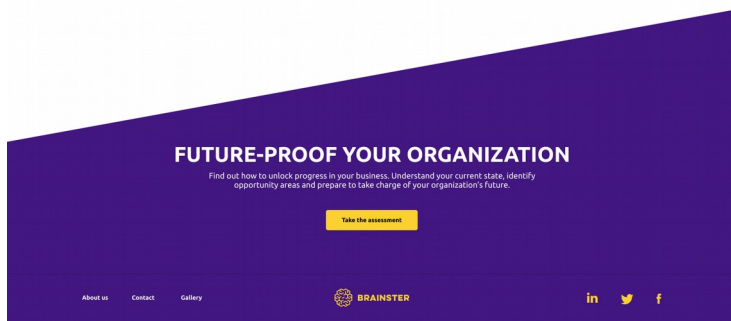 FUTURE-PROOF YOUR ORGANIZATION
Find out how to unlock progress in your business. Understand your current state, identify
opportunity areas and prepare to take charge of your organization's future.
Take the assessment
About us Contact Gallery BRAINSTER in f